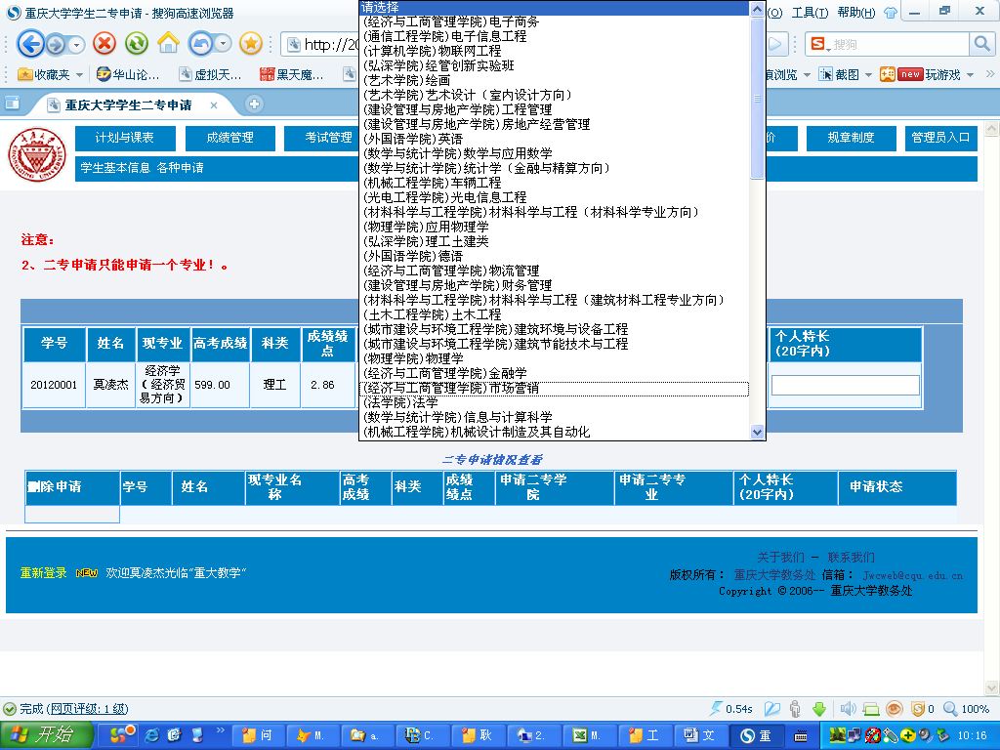 重庆大学学生二专申请 - 搜狗高速浏览器
(O) 工具(T) 帮助(H)
http://20
搜狗
收藏夹 华山论... 虚拟天... 黑天魔...
浏览 截图 new 玩游戏
重庆大学学生二专申请
计划与课表 成绩管理 考试管理 价 规章制度 管理员入口
学生基本信息 各种申请
请选择
(经济与工商管理学院)电子商务
(通信工程学院)电子信息工程
(计算机学院)物联网工程
(弘深学院)经管创新实验班
(艺术学院)绘画
(艺术学院)艺术设计（室内设计方向）
(建设管理与房地产学院)工程管理
(建设管理与房地产学院)房地产经营管理
(外国语学院)英语
(数学与统计学院)数学与应用数学
(数学与统计学院)统计学（金融与精算方向）
(机械工程学院)车辆工程
(光电工程学院)光电信息工程
(材料科学与工程学院)材料科学与工程（材料科学专业方向）
(物理学院)应用物理学
(弘深学院)理工土建类
(外国语学院)德语
(经济与工商管理学院)物流管理
(建设管理与房地产学院)财务管理
(材料科学与工程学院)材料科学与工程（建筑材料工程专业方向）
(土木工程学院)土木工程
(城市建设与环境工程学院)建筑环境与设备工程
(城市建设与环境工程学院)建筑节能技术与工程
(物理学院)物理学
(经济与工商管理学院)金融学
(经济与工商管理学院)市场营销
(法学院)法学
(数学与统计学院)信息与计算科学
(机械工程学院)机械设计制造及其自动化
注意：
2、二专申请只能申请一个专业！。
学号 姓名 现专业 高考成绩 科类 成绩绩点 个人特长(20字内)
20120001 莫凌杰 经济学（经济贸易方向） 599.00 理工 2.86
二专申请情况查看
删除申请 学号 姓名 现专业名称 高考成绩 科类 成绩绩点 申请二专学院 申请二专专业 个人特长(20字内) 申请状态
重新登录 NEW 欢迎莫凌杰光临"重大教学"
关于我们 - 联系我们
版权所有： 重庆大学教务处 信箱： Jwcweb@cqu.edu.cn
Copyright ©2006-- 重庆大学教务处
完成 (网页评级: 1 级) 0.54s 0 100%
开始 问 M. a. C. 耿 2. M. 工 文 重 10:16